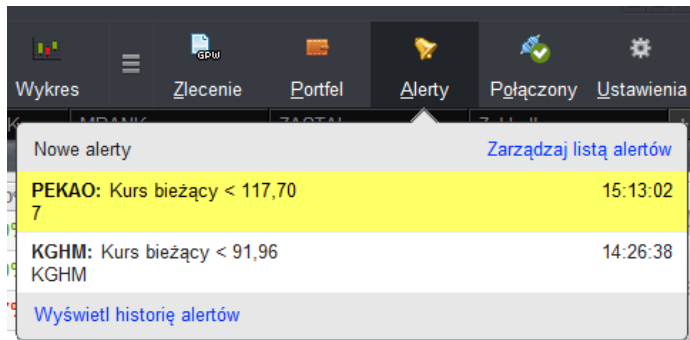 GPW
Wykres
Zlecenie
Portfel
Alerty
Połączony
Ustawienia
Nowe alerty
Zarządzaj listą alertów
PEKAO: Kurs bieżący < 117,70
15:13:02
7
KGHM: Kurs bieżący < 91,96
14:26:38
KGHM
Wyświetl historię alertów